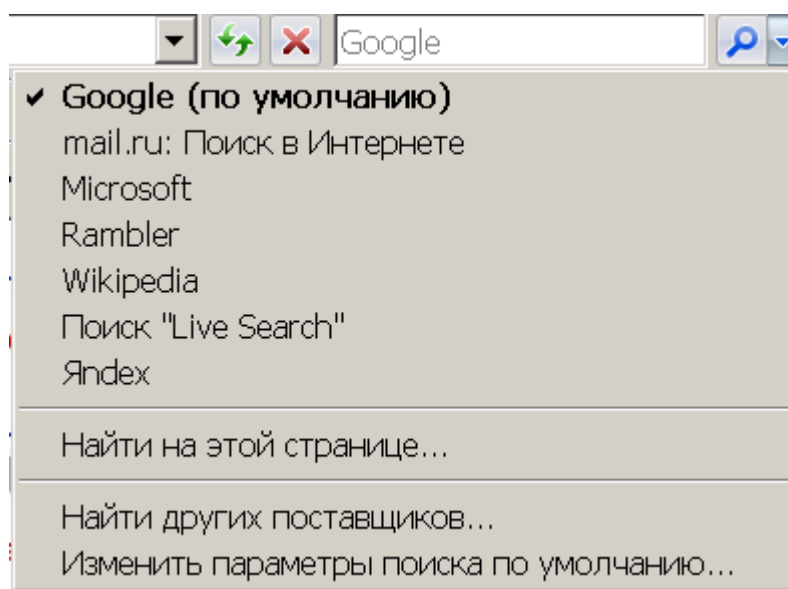 Google
Google (по умолчанию)
mail.ru: Поиск в Интернете
Microsoft
Rambler
Wikipedia
Поиск "Live Search"
Яndex
Найти на этой странице...
Найти других поставщиков...
Изменить параметры поиска по умолчанию...